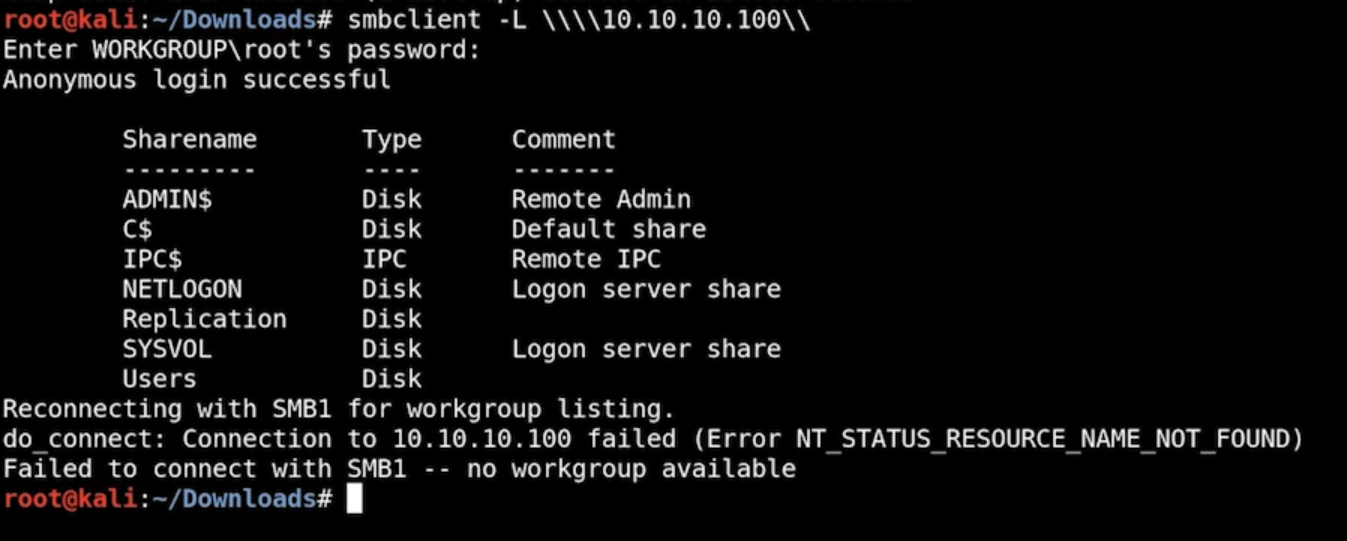 root@kali:~/Downloads# smbclient -L \\\\10.10.10.100\\
Enter WORKGROUP\root's password:
Anonymous login successful

        Sharename       Type      Comment
        ---------       ----      -------
        ADMIN$          Disk      Remote Admin
        C$              Disk      Default share
        IPC$            IPC       Remote IPC
        NETLOGON        Disk      Logon server share
        Replication     Disk
        SYSVOL          Disk      Logon server share
        Users           Disk
Reconnecting with SMB1 for workgroup listing.
do_connect: Connection to 10.10.10.100 failed (Error NT_STATUS_RESOURCE_NAME_NOT_FOUND)
Failed to connect with SMB1 -- no workgroup available
root@kali:~/Downloads#